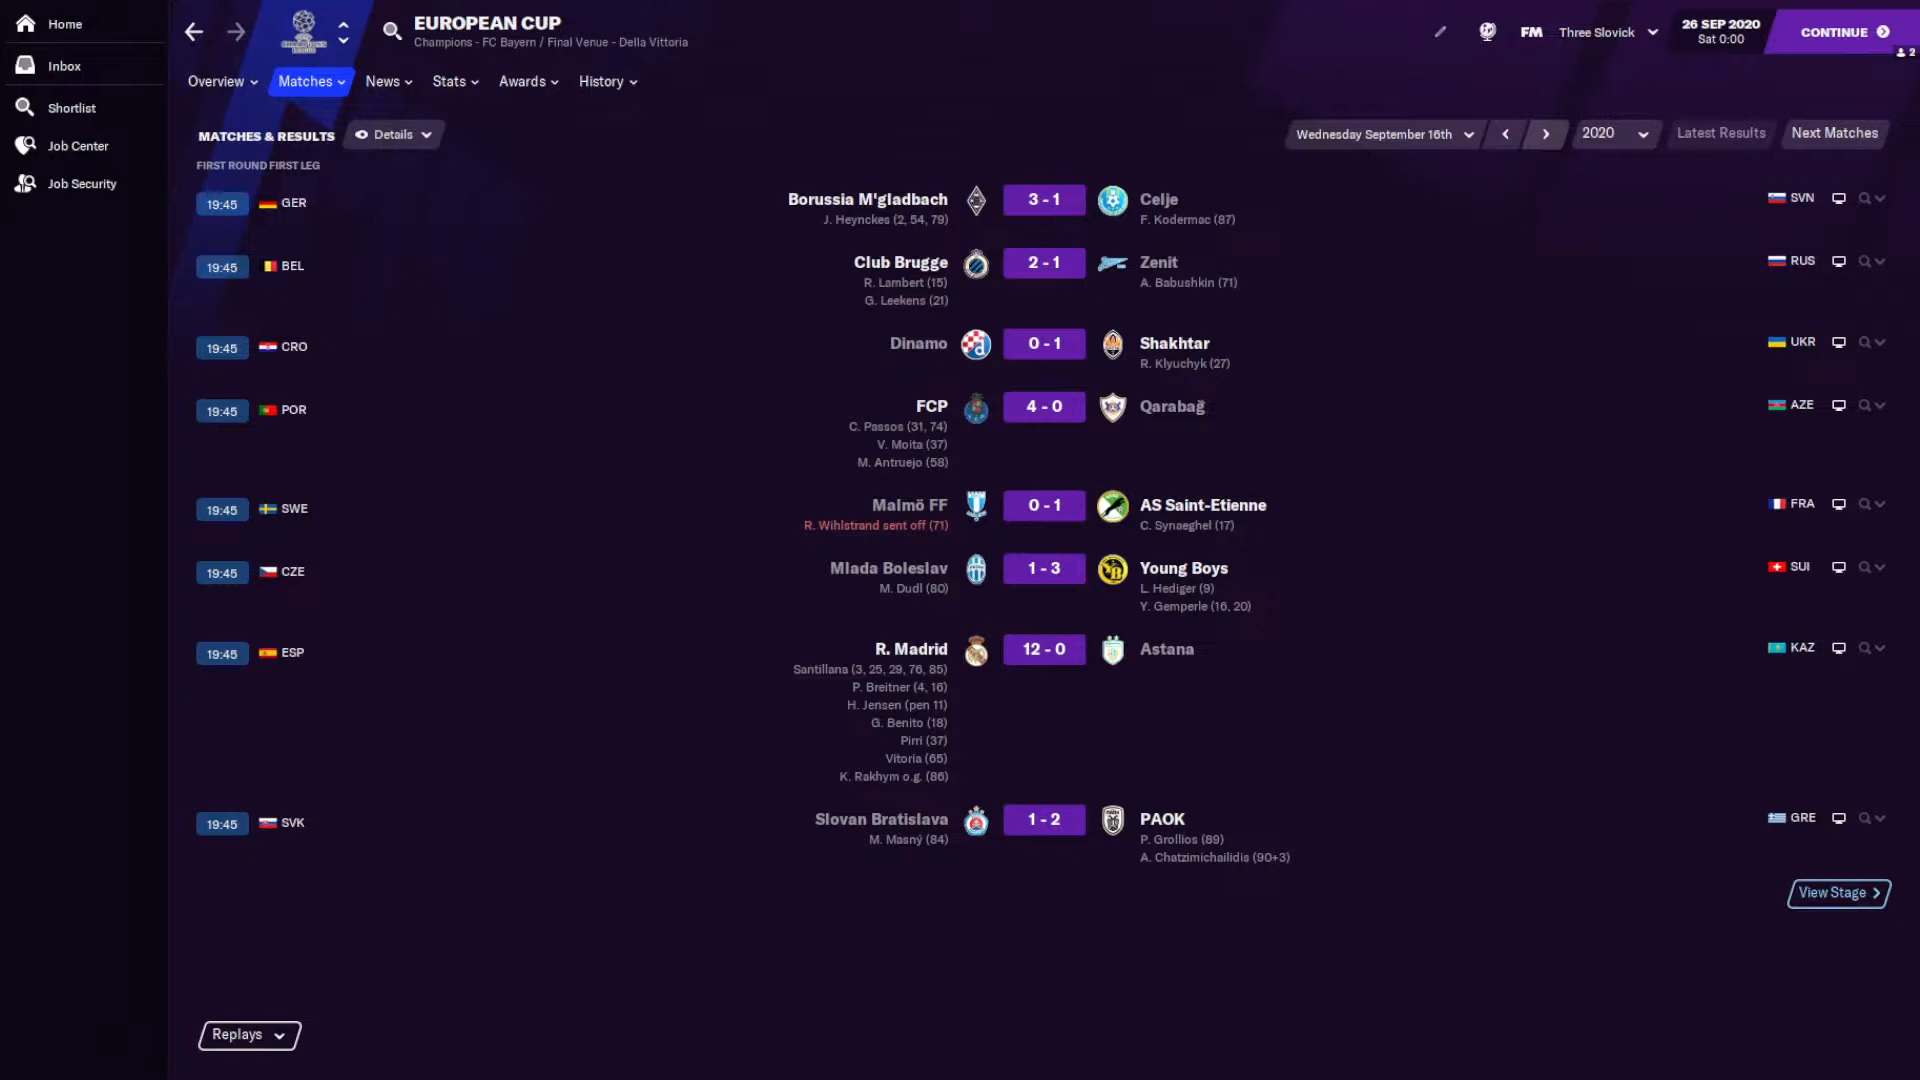 Home
Inbox
Shortlist
Job Center
Job Security
EUROPEAN CUP
Champions - FC Bayern / Final Venue - Della Vittoria
FM Three Slovick
26 SEP 2020
Sat 0:00
CONTINUE
2
Overview Matches News Stats Awards History
MATCHES & RESULTS Details Wednesday September 16th 2020 Latest Results Next Matches
FIRST ROUND FIRST LEG
19:45 GER Borussia M'gladbach 3 - 1 Celje SVN
J. Heynckes (2, 54, 79) F. Kodermac (87)
19:45 BEL Club Brugge 2 - 1 Zenit RUS
R. Lambert (15) A. Babushkin (71)
G. Leekens (21)
19:45 CRO Dinamo 0 - 1 Shakhtar UKR
R. Klyuchyk (27)
19:45 POR FCP 4 - 0 Qarabağ AZE
C. Passos (31, 74)
V. Moita (37)
M. Antruejo (58)
19:45 SWE Malmö FF 0 - 1 AS Saint-Etienne FRA
R. Wihlstrand sent off (71) C. Synaeghel (17)
19:45 CZE Mlada Boleslav 1 - 3 Young Boys SUI
M. Dudl (80) L. Hediger (9)
Y. Gemperle (16, 20)
19:45 ESP R. Madrid 12 - 0 Astana KAZ
Santillana (3, 25, 29, 76, 85)
P. Breitner (4, 16)
H. Jensen (pen 11)
G. Benito (18)
Pirri (37)
Vitoria (65)
K. Rakhym o.g. (86)
19:45 SVK Slovan Bratislava 1 - 2 PAOK GRE
M. Masný (84) P. Grollios (89)
A. Chatzimichailidis (90+3)
View Stage
Replays